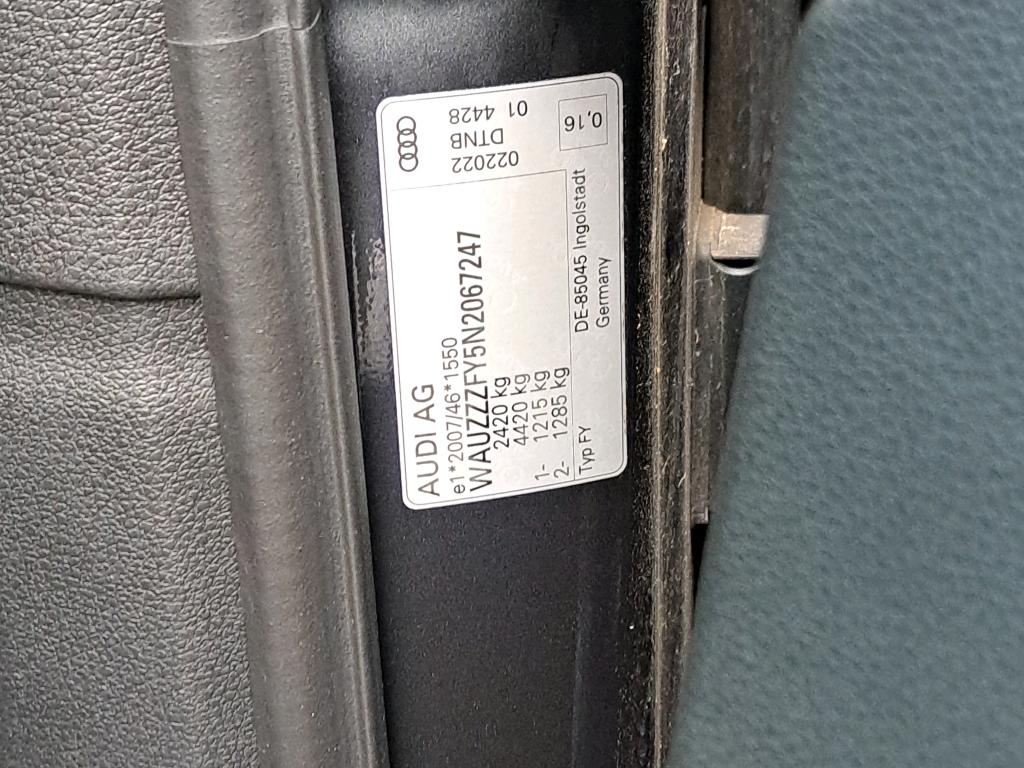 AUDI AG
e1*2007/46*1550
WAUZZZFY5N2067247
2420 kg
4420 kg
1- 1215 kg
2- 1285 kg
Typ FY
DE-85045 Ingolstadt
Germany
022022
DTNB
01 4428
0,16